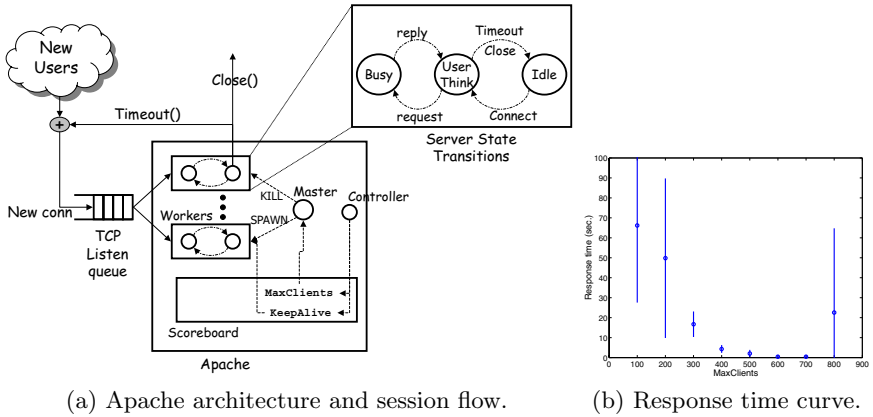 New
Users
+
Timeout()
Close()
New conn
TCP
Listen
queue
Workers
KILL
SPAWN
Master
Controller
MaxClients
KeepAlive
Scoreboard
Apache
reply
Timeout
Close
Busy
User
Think
Idle
request
Connect
Server State
Transitions
(a) Apache architecture and session flow.
Response time (sec.)
100
90
80
70
60
50
40
30
20
10
0
0 100 200 300 400 500 600 700 800 900
MaxClients
(b) Response time curve.